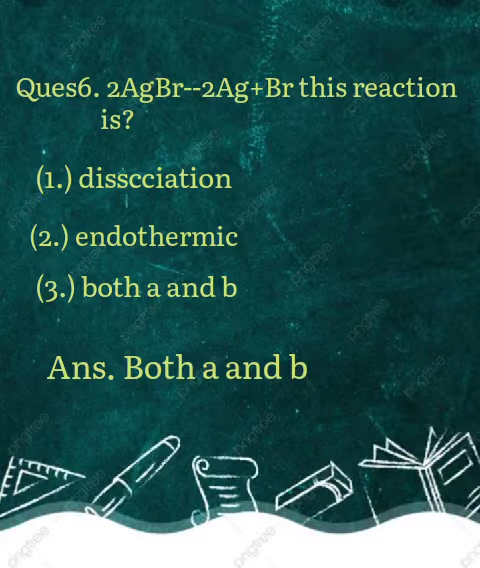 Ques6. 2AgBr--2Ag+Br this reaction
is?
(1.) disscciation
(2.) endothermic
(3.) both a and b
Ans. Both a and b